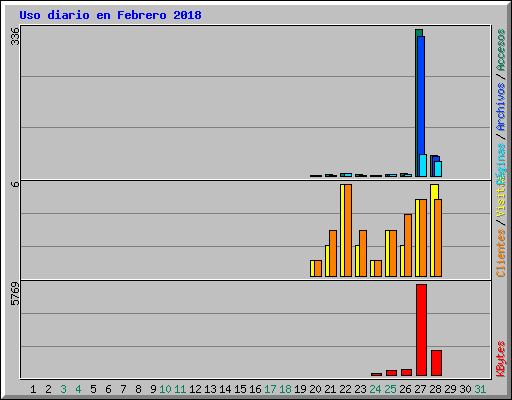 Uso diario en Febrero 2018
336
6
5769
Accesos / Archivos / Páginas
Visitas / Clientes
KBytes
1 2 3 4 5 6 7 8 9 10 11 12 13 14 15 16 17 18 19 20 21 22 23 24 25 26 27 28 29 30 31